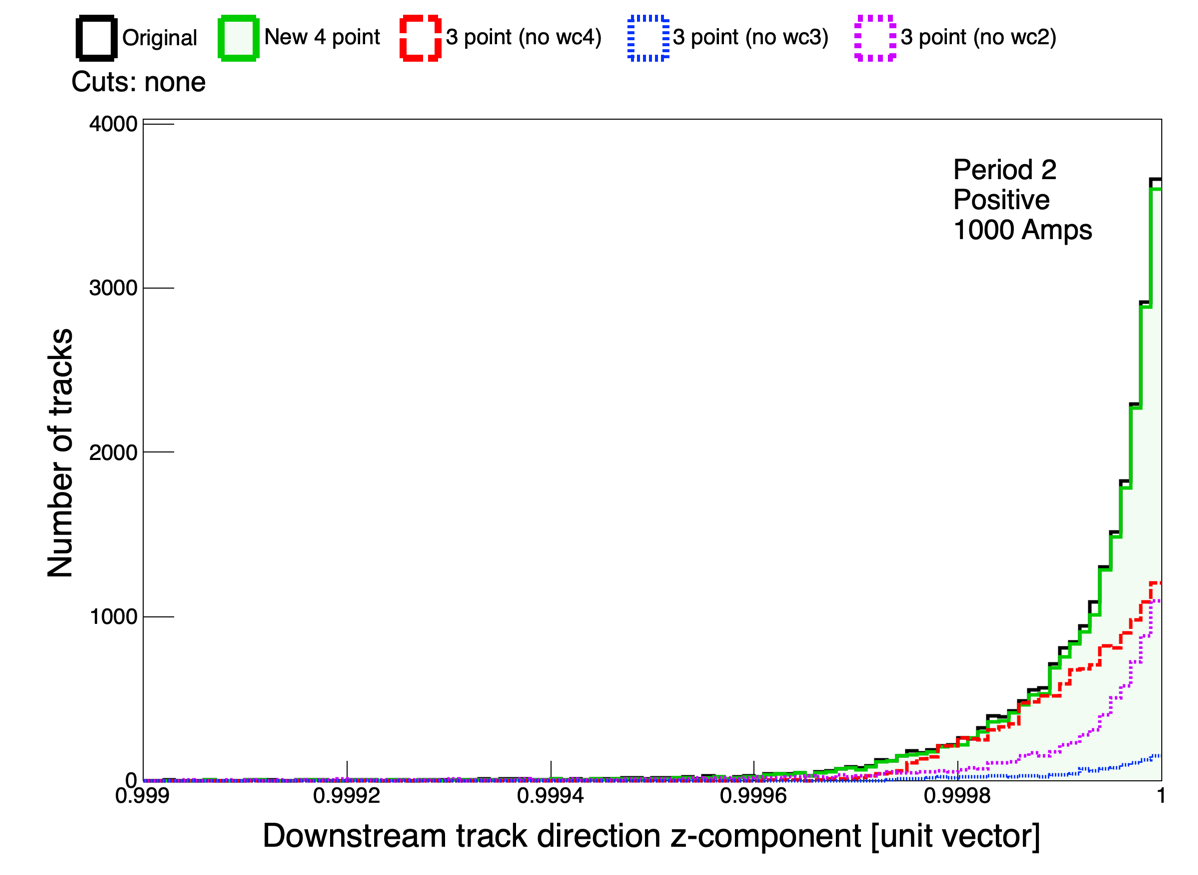 Original New 4 point 3 point (no wc4) 3 point (no wc3) 3 point (no wc2)
Cuts: none
4000
Period 2
Positive
1000 Amps
3000
2000
1000
0
Number of tracks
0.999 0.9992 0.9994 0.9996 0.9998 1
Downstream track direction z-component [unit vector]